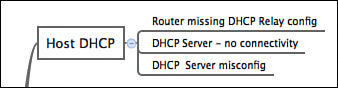 Router missing DHCP Relay config
Host DHCP
DHCP Server – no connectivity
DHCP Server misconfig